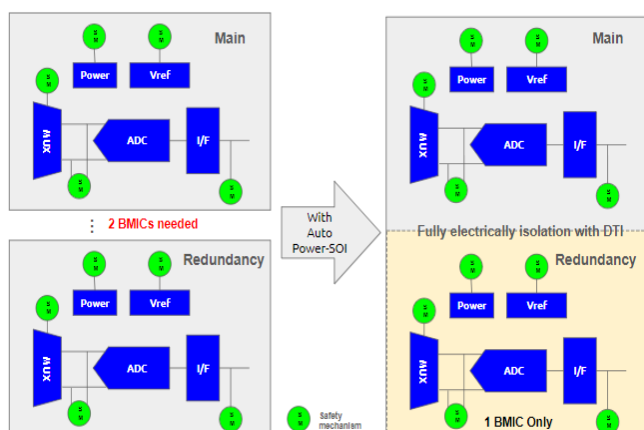 Main
S M
S M
S M
Power
Vref
MUX
ADC
I/F
S M
S M
2 BMICs needed
Redundancy
S M
S M
S M
Power
Vref
MUX
ADC
I/F
S M
S M
With
Auto
Power-SOI
Main
S M
S M
S M
Power
Vref
MUX
ADC
I/F
S M
S M
Fully electrically isolation with DTI
Redundancy
S M
S M
S M
Power
Vref
MUX
ADC
I/F
S M
S M
1 BMIC Only
S M
Safety
mechanism